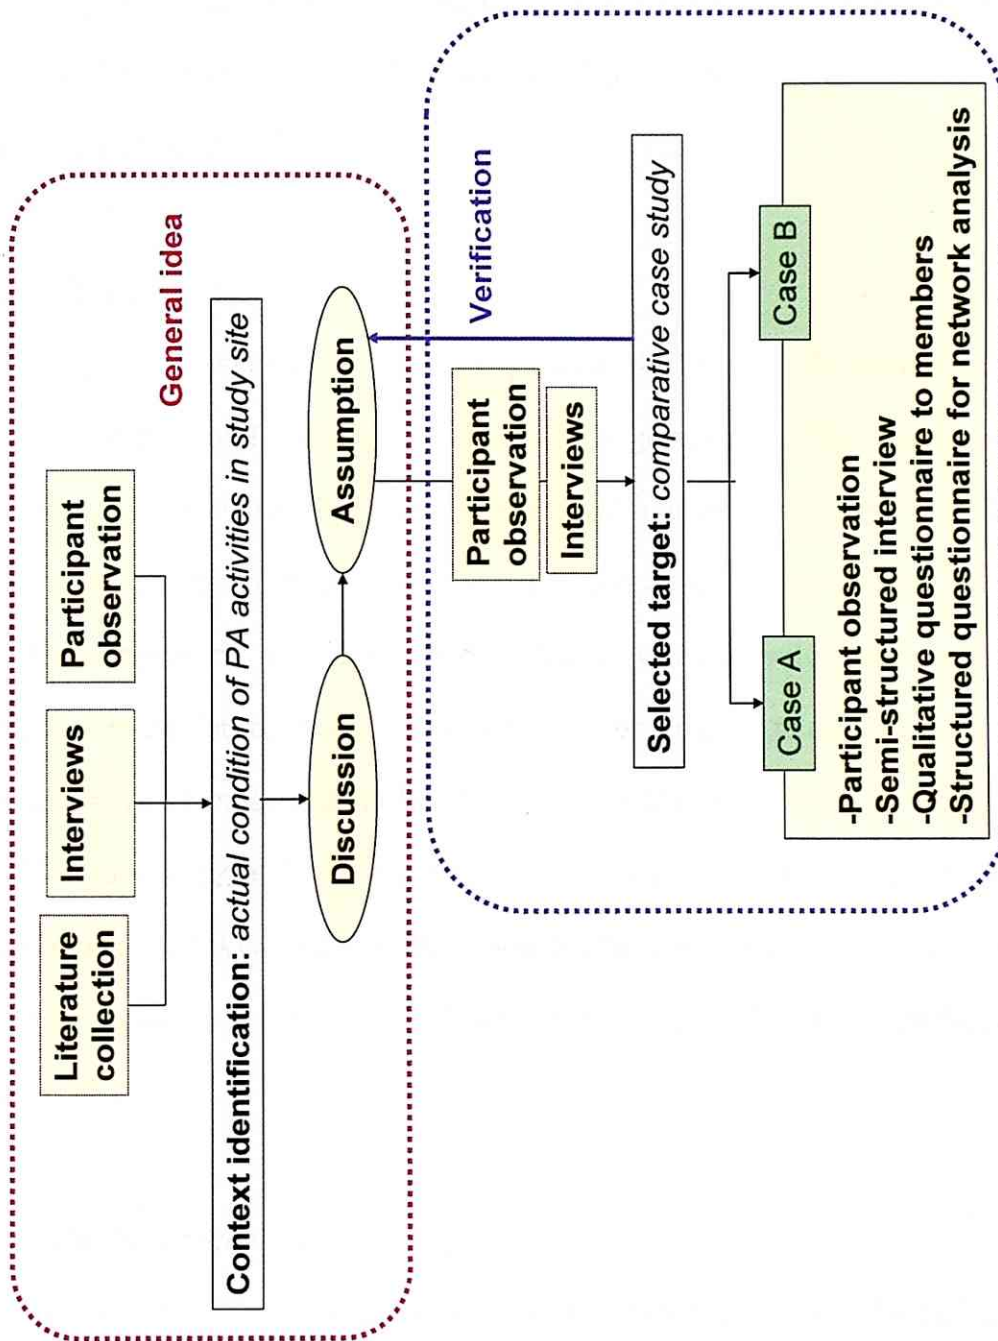 General idea
Literature
collection
Interviews
Participant
observation
Context identification: actual condition of PA activities in study site
Discussion
Assumption
Verification
Participant
observation
Interviews
Selected target: comparative case study
Case A
Case B
-Participant observation
-Semi-structured interview
-Qualitative questionnaire to members
-Structured questionnaire for network analysis